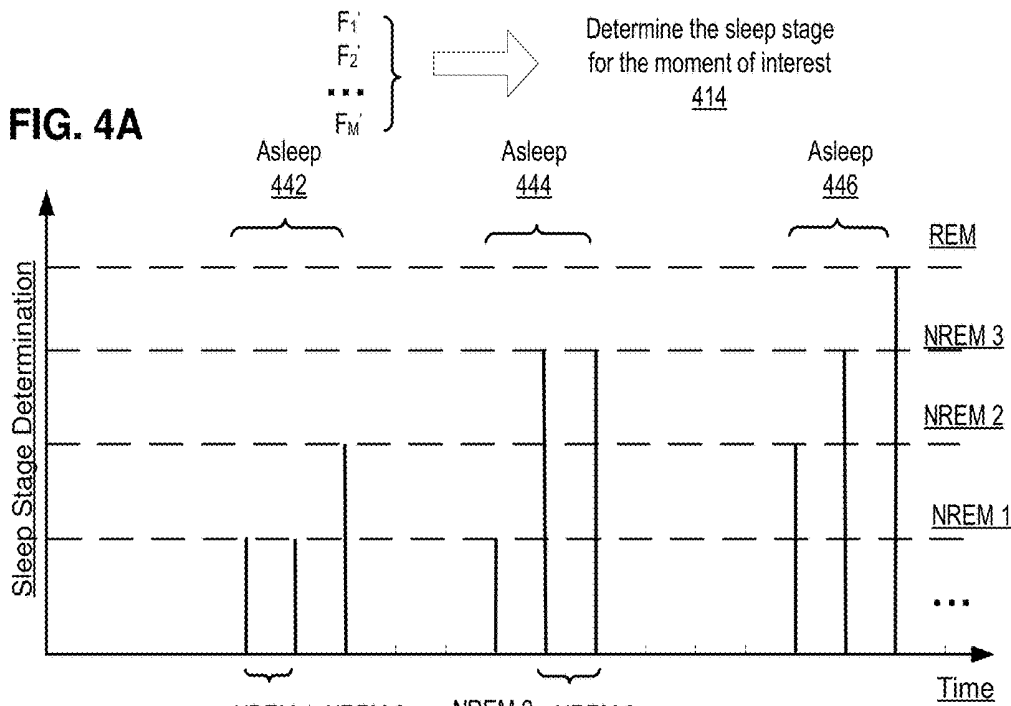 F1'
F2'
...
FM'
Determine the sleep stage
for the moment of interest
414
FIG. 4A
Asleep
442
Asleep
444
Asleep
446
REM
NREM 3
NREM 2
NREM 1
...
Sleep Stage Determination
Time